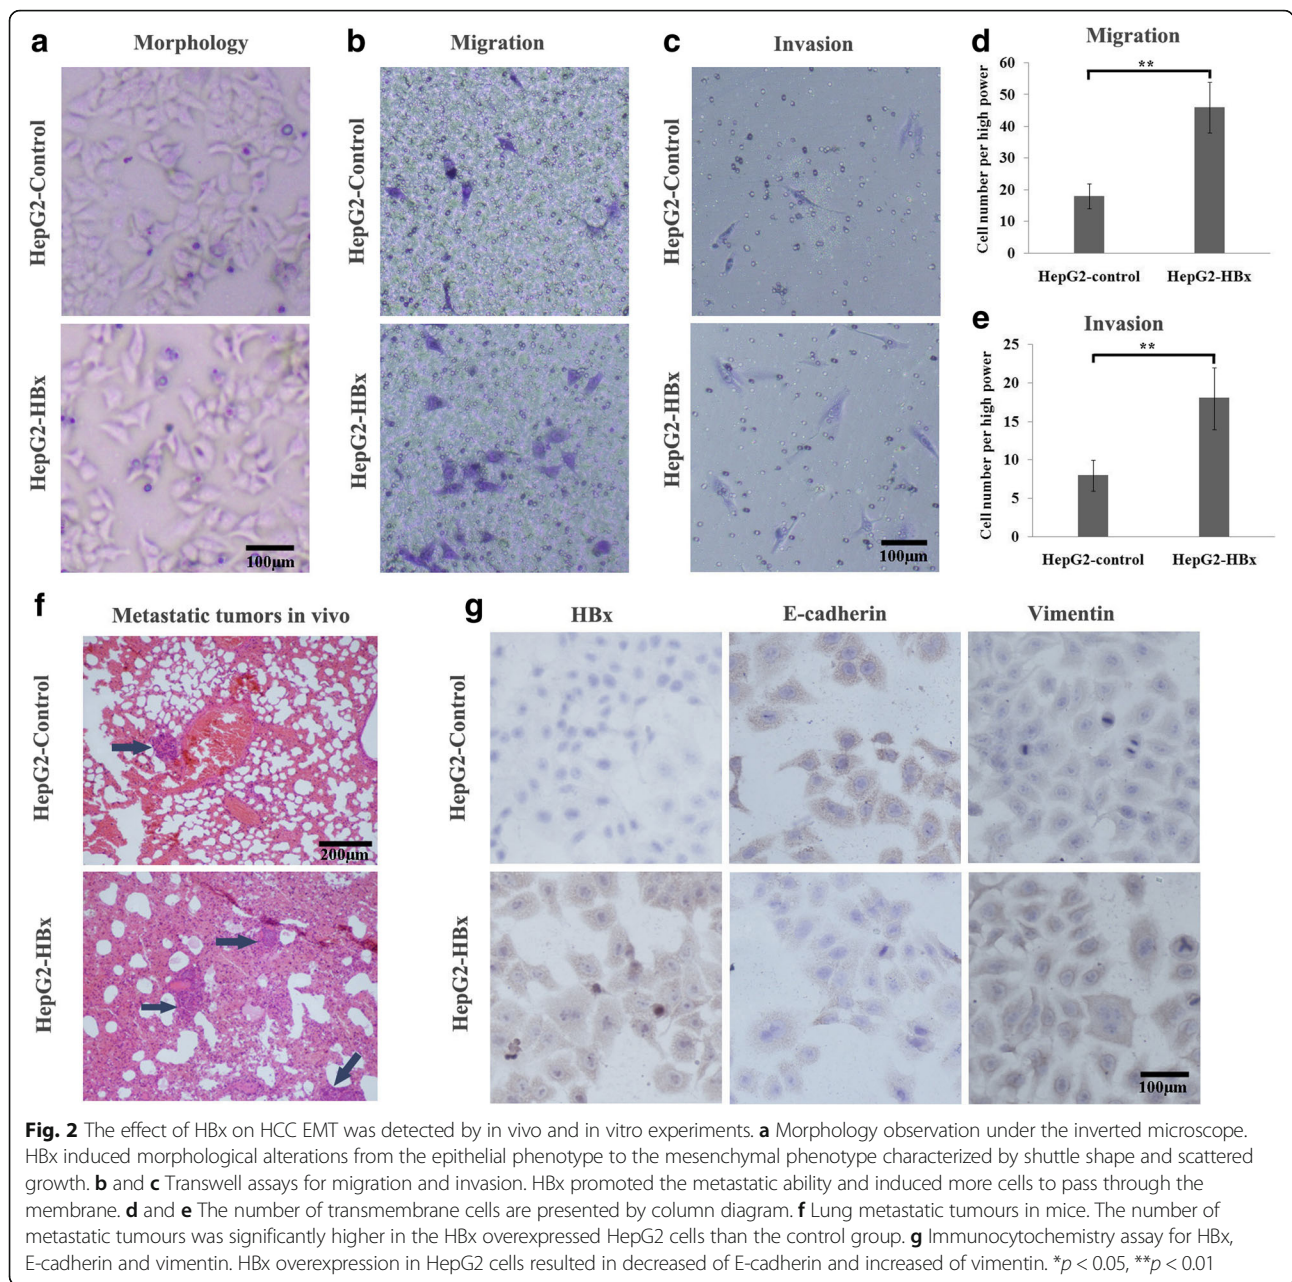 a Morphology
HepG2-Control
HepG2-HBx
100μm
b Migration
HepG2-Control
HepG2-HBx
c Invasion
HepG2-Control
HepG2-HBx
100μm
d Migration
Cell number per high power
60
50
40
30
20
10
0
**
HepG2-control HepG2-HBx
e Invasion
Cell number per high power
25
20
15
10
5
0
**
HepG2-control HepG2-HBx
f Metastatic tumors in vivo
HepG2-Control
200μm
HepG2-HBx
g HBx E-cadherin Vimentin
HepG2-Control
HepG2-HBx
100μm
Fig. 2 The effect of HBx on HCC EMT was detected by in vivo and in vitro experiments. a Morphology observation under the inverted microscope.
HBx induced morphological alterations from the epithelial phenotype to the mesenchymal phenotype characterized by shuttle shape and scattered
growth. b and c Transwell assays for migration and invasion. HBx promoted the metastatic ability and induced more cells to pass through the
membrane. d and e The number of transmembrane cells are presented by column diagram. f Lung metastatic tumours in mice. The number of
metastatic tumours was significantly higher in the HBx overexpressed HepG2 cells than the control group. g Immunocytochemistry assay for HBx,
E-cadherin and vimentin. HBx overexpression in HepG2 cells resulted in decreased of E-cadherin and increased of vimentin. *p < 0.05, **p < 0.01